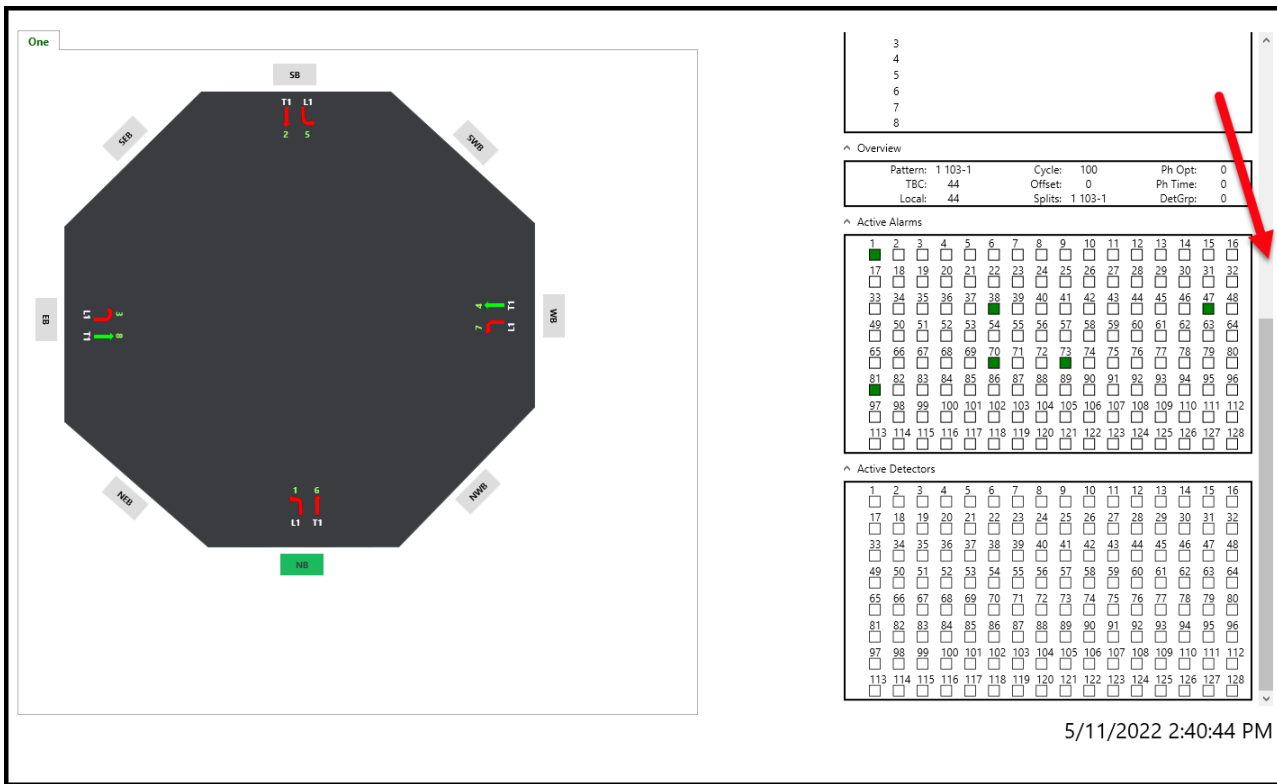 One
SB
T1 L1
2 5
SEB
SWB
EB
L1 3
T1 8
4 T1
7 L1
WB
1 6
L1 T1
NEB
NWB
NB
3
4
5
6
7
8
Overview
Pattern: 1 103-1 Cycle: 100 Ph Opt: 0
TBC: 44 Offset: 0 Ph Time: 0
Local: 44 Splits: 1 103-1 DetGrp: 0
Active Alarms
1 2 3 4 5 6 7 8 9 10 11 12 13 14 15 16
17 18 19 20 21 22 23 24 25 26 27 28 29 30 31 32
33 34 35 36 37 38 39 40 41 42 43 44 45 46 47 48
49 50 51 52 53 54 55 56 57 58 59 60 61 62 63 64
65 66 67 68 69 70 71 72 73 74 75 76 77 78 79 80
81 82 83 84 85 86 87 88 89 90 91 92 93 94 95 96
97 98 99 100 101 102 103 104 105 106 107 108 109 110 111 112
113 114 115 116 117 118 119 120 121 122 123 124 125 126 127 128
Active Detectors
1 2 3 4 5 6 7 8 9 10 11 12 13 14 15 16
17 18 19 20 21 22 23 24 25 26 27 28 29 30 31 32
33 34 35 36 37 38 39 40 41 42 43 44 45 46 47 48
49 50 51 52 53 54 55 56 57 58 59 60 61 62 63 64
65 66 67 68 69 70 71 72 73 74 75 76 77 78 79 80
81 82 83 84 85 86 87 88 89 90 91 92 93 94 95 96
97 98 99 100 101 102 103 104 105 106 107 108 109 110 111 112
113 114 115 116 117 118 119 120 121 122 123 124 125 126 127 128
5/11/2022 2:40:44 PM